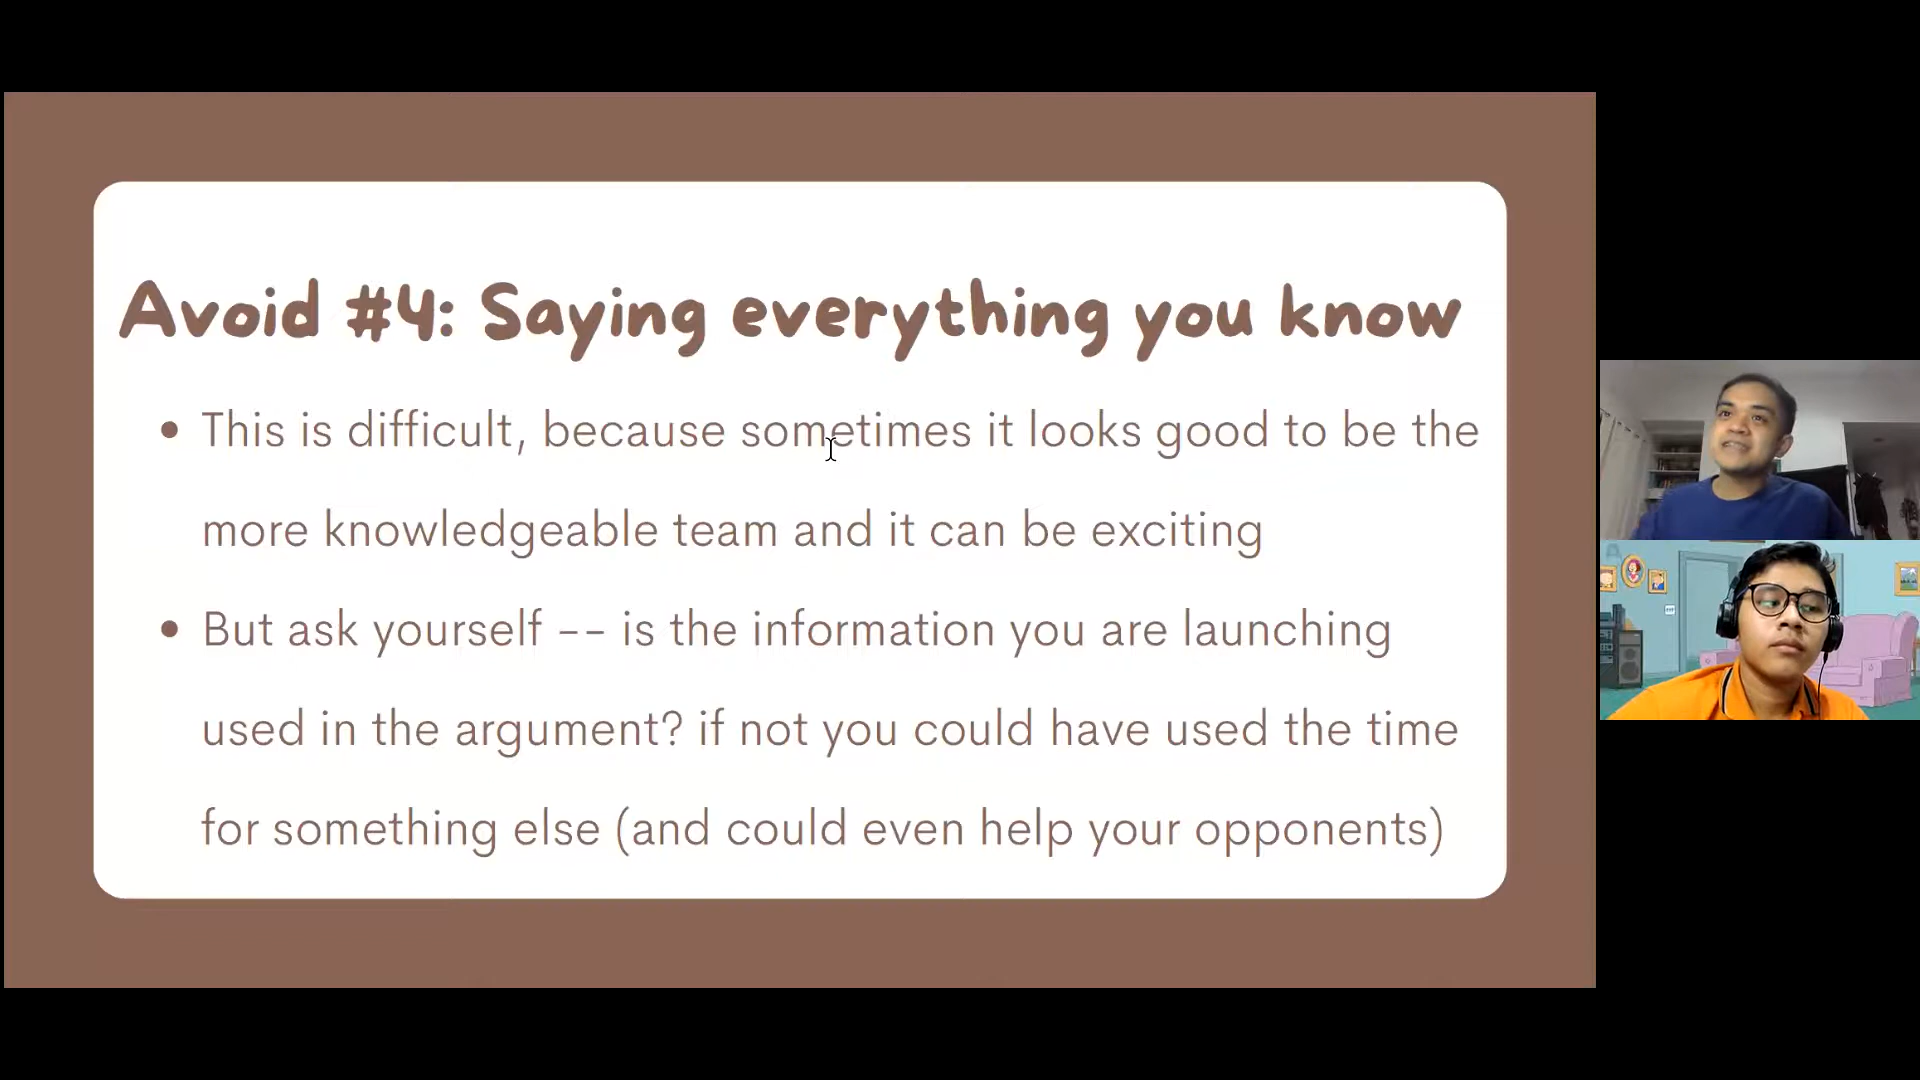 Avoid #4: Saying everything you know
• This is difficult, because sometimes it looks good to be the
more knowledgeable team and it can be exciting
• But ask yourself -- is the information you are launching
used in the argument? if not you could have used the time
for something else (and could even help your opponents)